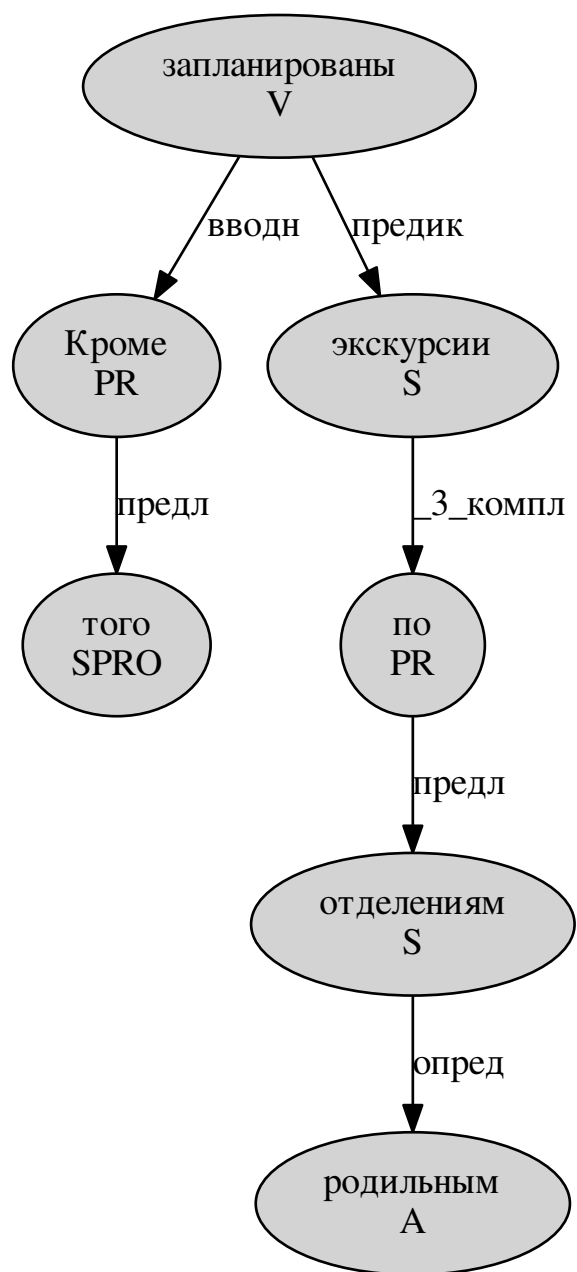 запланированы
V
вводн
предик
Кроме
PR
экскурсии
S
предл
_3_компл
того
SPRO
по
PR
предл
отделениям
S
опред
родильным
A